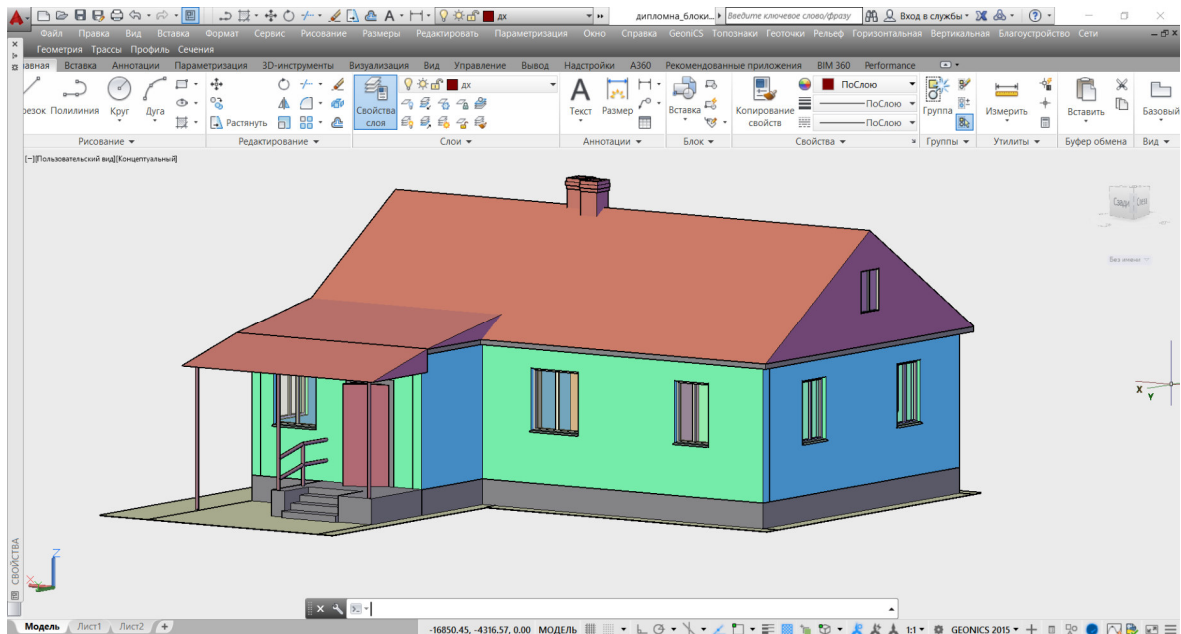 дх
дипломна_блоки...
Введите ключевое слово/фразу
Вход в службы
Файл Правка Вид Вставка Формат Сервис Рисование Размеры Редактировать Параметризация Окно Справка GeoniCS Топознаки Геоточки Рельеф Горизонтальная Вертикальная Благоустройство Сети
Геометрия Трассы Профиль Сечения
Вставка Аннотации Параметризация 3D-инструменты Визуализация Вид Управление Вывод Надстройки A360 Рекомендованные приложения BIM 360 Performance
дх
ПоСлою
Полилиния Круг Дуга
Растянуть
Свойства слоя
Текст Размер
Вставка
Копирование свойств
ПоСлою
ПоСлою
Группа
Измерить
Вставить
Базовый
Рисование Редактирование Слои Аннотации Блок Свойства Группы Утилиты Буфер обмена Вид
[−][Пользовательский вид][Концептуальный]
Сзади
X
Y
Z
СВОЙСТВА
Модель Лист1 Лист2 +
-16850.45, -4316.57, 0.00 МОДЕЛЬ 1:1 GEONICS 2015